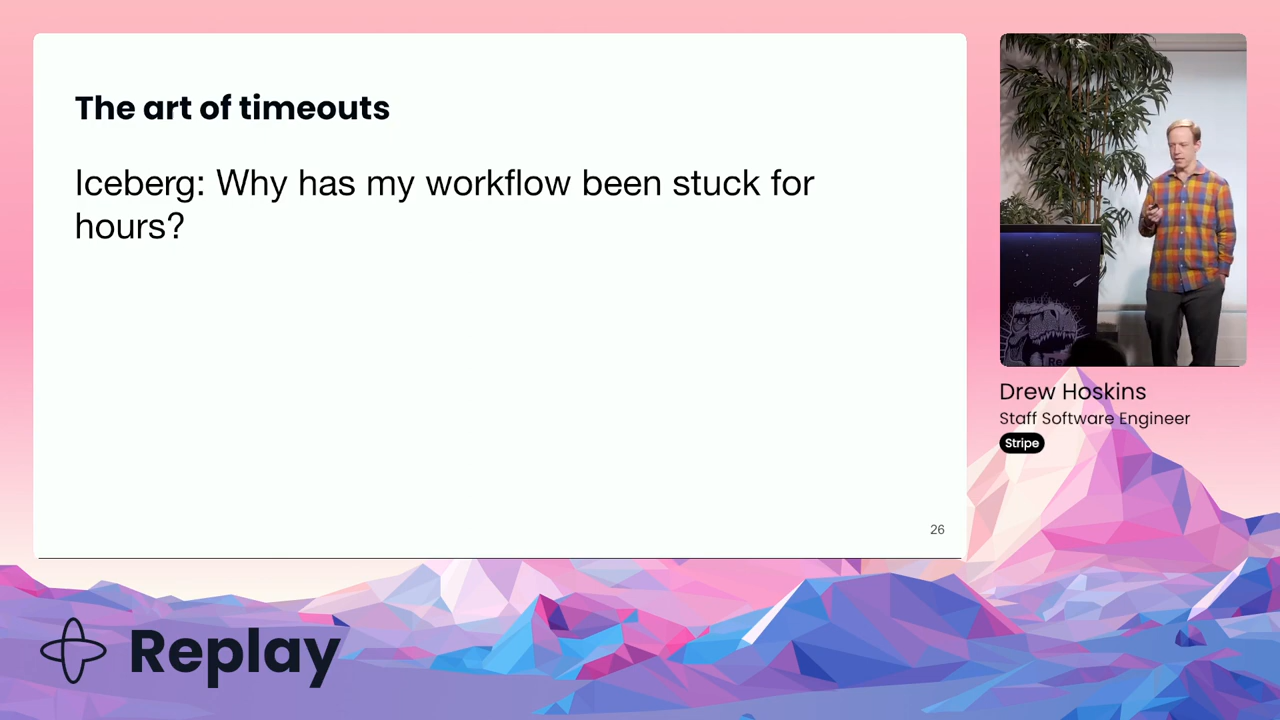 The art of timeouts
Iceberg: Why has my workflow been stuck for
hours?
26
Drew Hoskins
Staff Software Engineer
Stripe
Replay